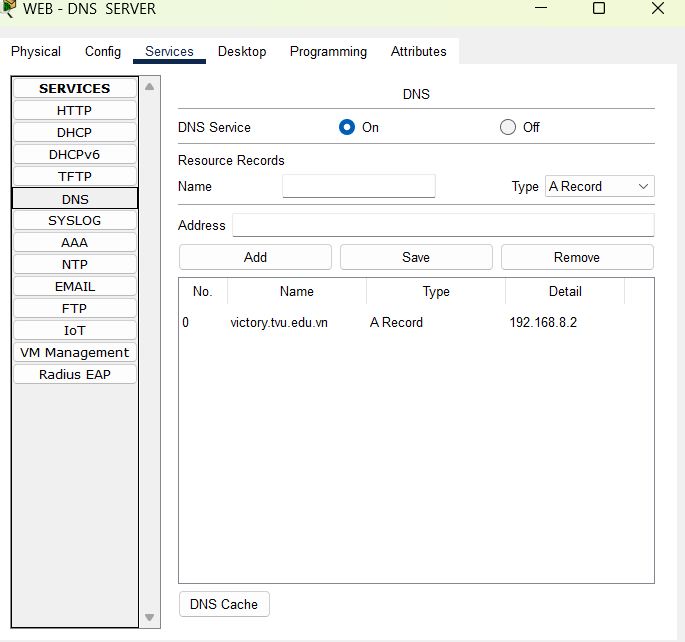 WEB - DNS  SERVER
Physical Config Services Desktop Programming Attributes
SERVICES
HTTP
DHCP
DHCPv6
TFTP
DNS
SYSLOG
AAA
NTP
EMAIL
FTP
IoT
VM Management
Radius EAP
DNS
DNS Service On Off
Resource Records
Name Type A Record
Address
Add Save Remove
No. Name Type Detail
0 victory.tvu.edu.vn A Record 192.168.8.2
DNS Cache